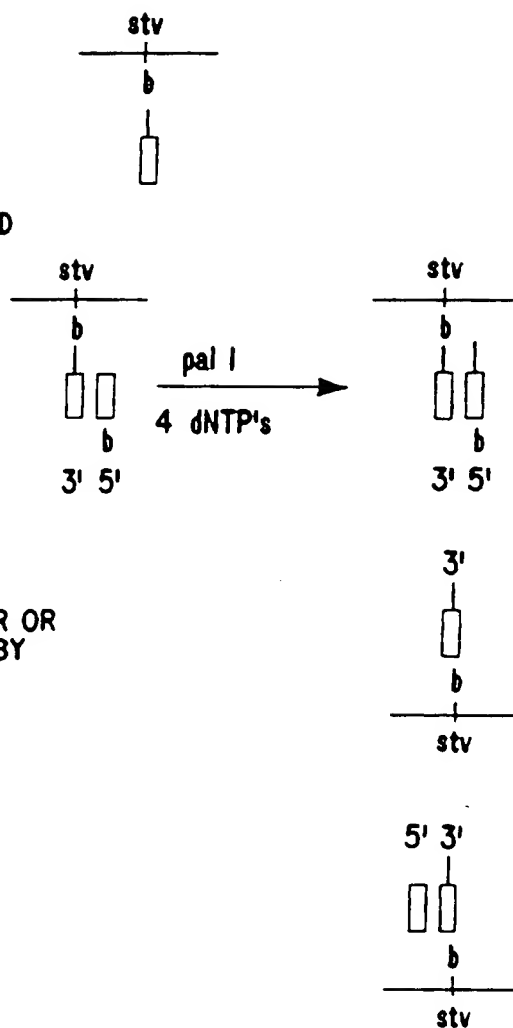 stv
b
D
stv stv
b b
pal I
4 dNTP's
b b
3' 5' 3' 5'
3'
R OR
BY
b
stv
5' 3'
b
stv